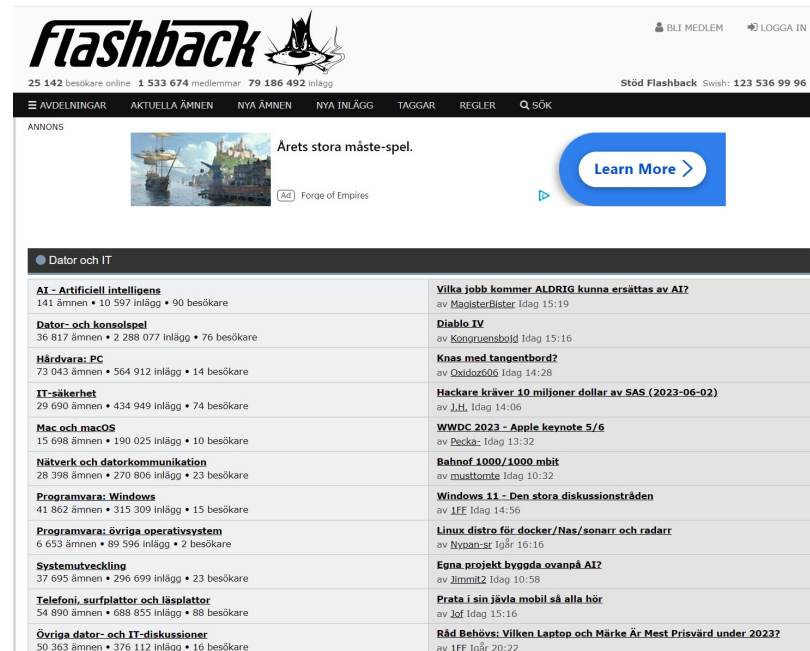 Flashback
BLI MEDLEM LOGGA IN
25 142 besökare online 1 533 674 medlemmar 79 186 492 inlägg
Stöd Flashback Swish: 123 536 99 96
AVDELNINGAR AKTUELLA ÄMNEN NYA ÄMNEN NYA INLÄGG TAGGAR REGLER SÖK
ANNONS
Årets stora måste-spel.
Ad Forge of Empires
Learn More
Dator och IT
AI - Artificiell intelligens
141 ämnen • 10 597 inlägg • 90 besökare
Vilka jobb kommer ALDRIG kunna ersättas av AI?
av MagisterBister Idag 15:19
Dator- och konsolspel
36 817 ämnen • 2 288 077 inlägg • 76 besökare
Diablo IV
av Kongruensbojd Idag 15:16
Hårdvara: PC
73 043 ämnen • 564 912 inlägg • 14 besökare
Knas med tangentbord?
av Oxidoz606 Idag 14:28
IT-säkerhet
29 690 ämnen • 434 949 inlägg • 74 besökare
Hackare kräver 10 miljoner dollar av SAS (2023-06-02)
av J.H. Idag 14:06
Mac och macOS
15 698 ämnen • 190 025 inlägg • 10 besökare
WWDC 2023 - Apple keynote 5/6
av Pecka- Idag 13:32
Nätverk och datorkommunikation
28 398 ämnen • 270 806 inlägg • 23 besökare
Bahnof 1000/1000 mbit
av musttomte Idag 10:32
Programvara: Windows
41 862 ämnen • 315 309 inlägg • 15 besökare
Windows 11 - Den stora diskussionstråden
av 1FF Idag 14:56
Programvara: övriga operativsystem
6 653 ämnen • 89 596 inlägg • 2 besökare
Linux distro för docker/Nas/sonarr och radarr
av Nypan-sr Igår 16:16
Systemutveckling
37 695 ämnen • 296 699 inlägg • 23 besökare
Egna projekt byggda ovanpå AI?
av Jimmit2 Idag 10:58
Telefoni, surfplattor och läsplattor
54 890 ämnen • 688 855 inlägg • 88 besökare
Prata i sin jävla mobil så alla hör
av Jof Idag 15:16
Övriga dator- och IT-diskussioner
50 363 ämnen • 376 112 inlägg • 16 besökare
Råd Behövs: Vilken Laptop och Märke Är Mest Prisvärd under 2023?
av 1FF Igår 20:22